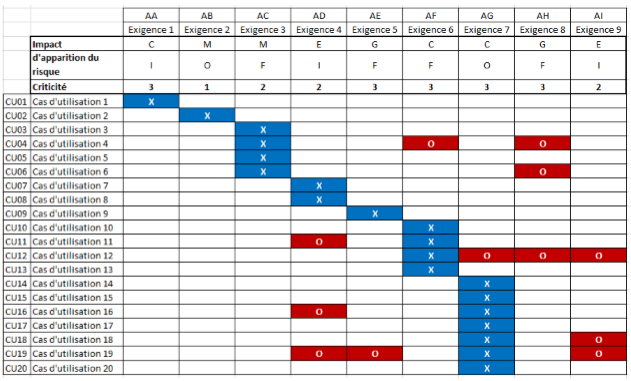 AA AB AC AD AE AF AG AH AI
Exigence 1 Exigence 2 Exigence 3 Exigence 4 Exigence 5 Exigence 6 Exigence 7 Exigence 8 Exigence 9
Impact C M M E G C C G E
d'apparition du
risque I O F I F F O F I
Criticité 3 1 2 2 3 3 3 3 2
CU01 Cas d'utilisation 1 X
CU02 Cas d'utilisation 2 X
CU03 Cas d'utilisation 3 X
CU04 Cas d'utilisation 4 X O O
CU05 Cas d'utilisation 5 X
CU06 Cas d'utilisation 6 X O
CU07 Cas d'utilisation 7 X
CU08 Cas d'utilisation 8 X
CU09 Cas d'utilisation 9 X
CU10 Cas d'utilisation 10 X
CU11 Cas d'utilisation 11 O X
CU12 Cas d'utilisation 12 X O O O
CU13 Cas d'utilisation 13 X
CU14 Cas d'utilisation 14 X
CU15 Cas d'utilisation 15 X
CU16 Cas d'utilisation 16 O X
CU17 Cas d'utilisation 17 X
CU18 Cas d'utilisation 18 X O
CU19 Cas d'utilisation 19 O O X O
CU20 Cas d'utilisation 20 X